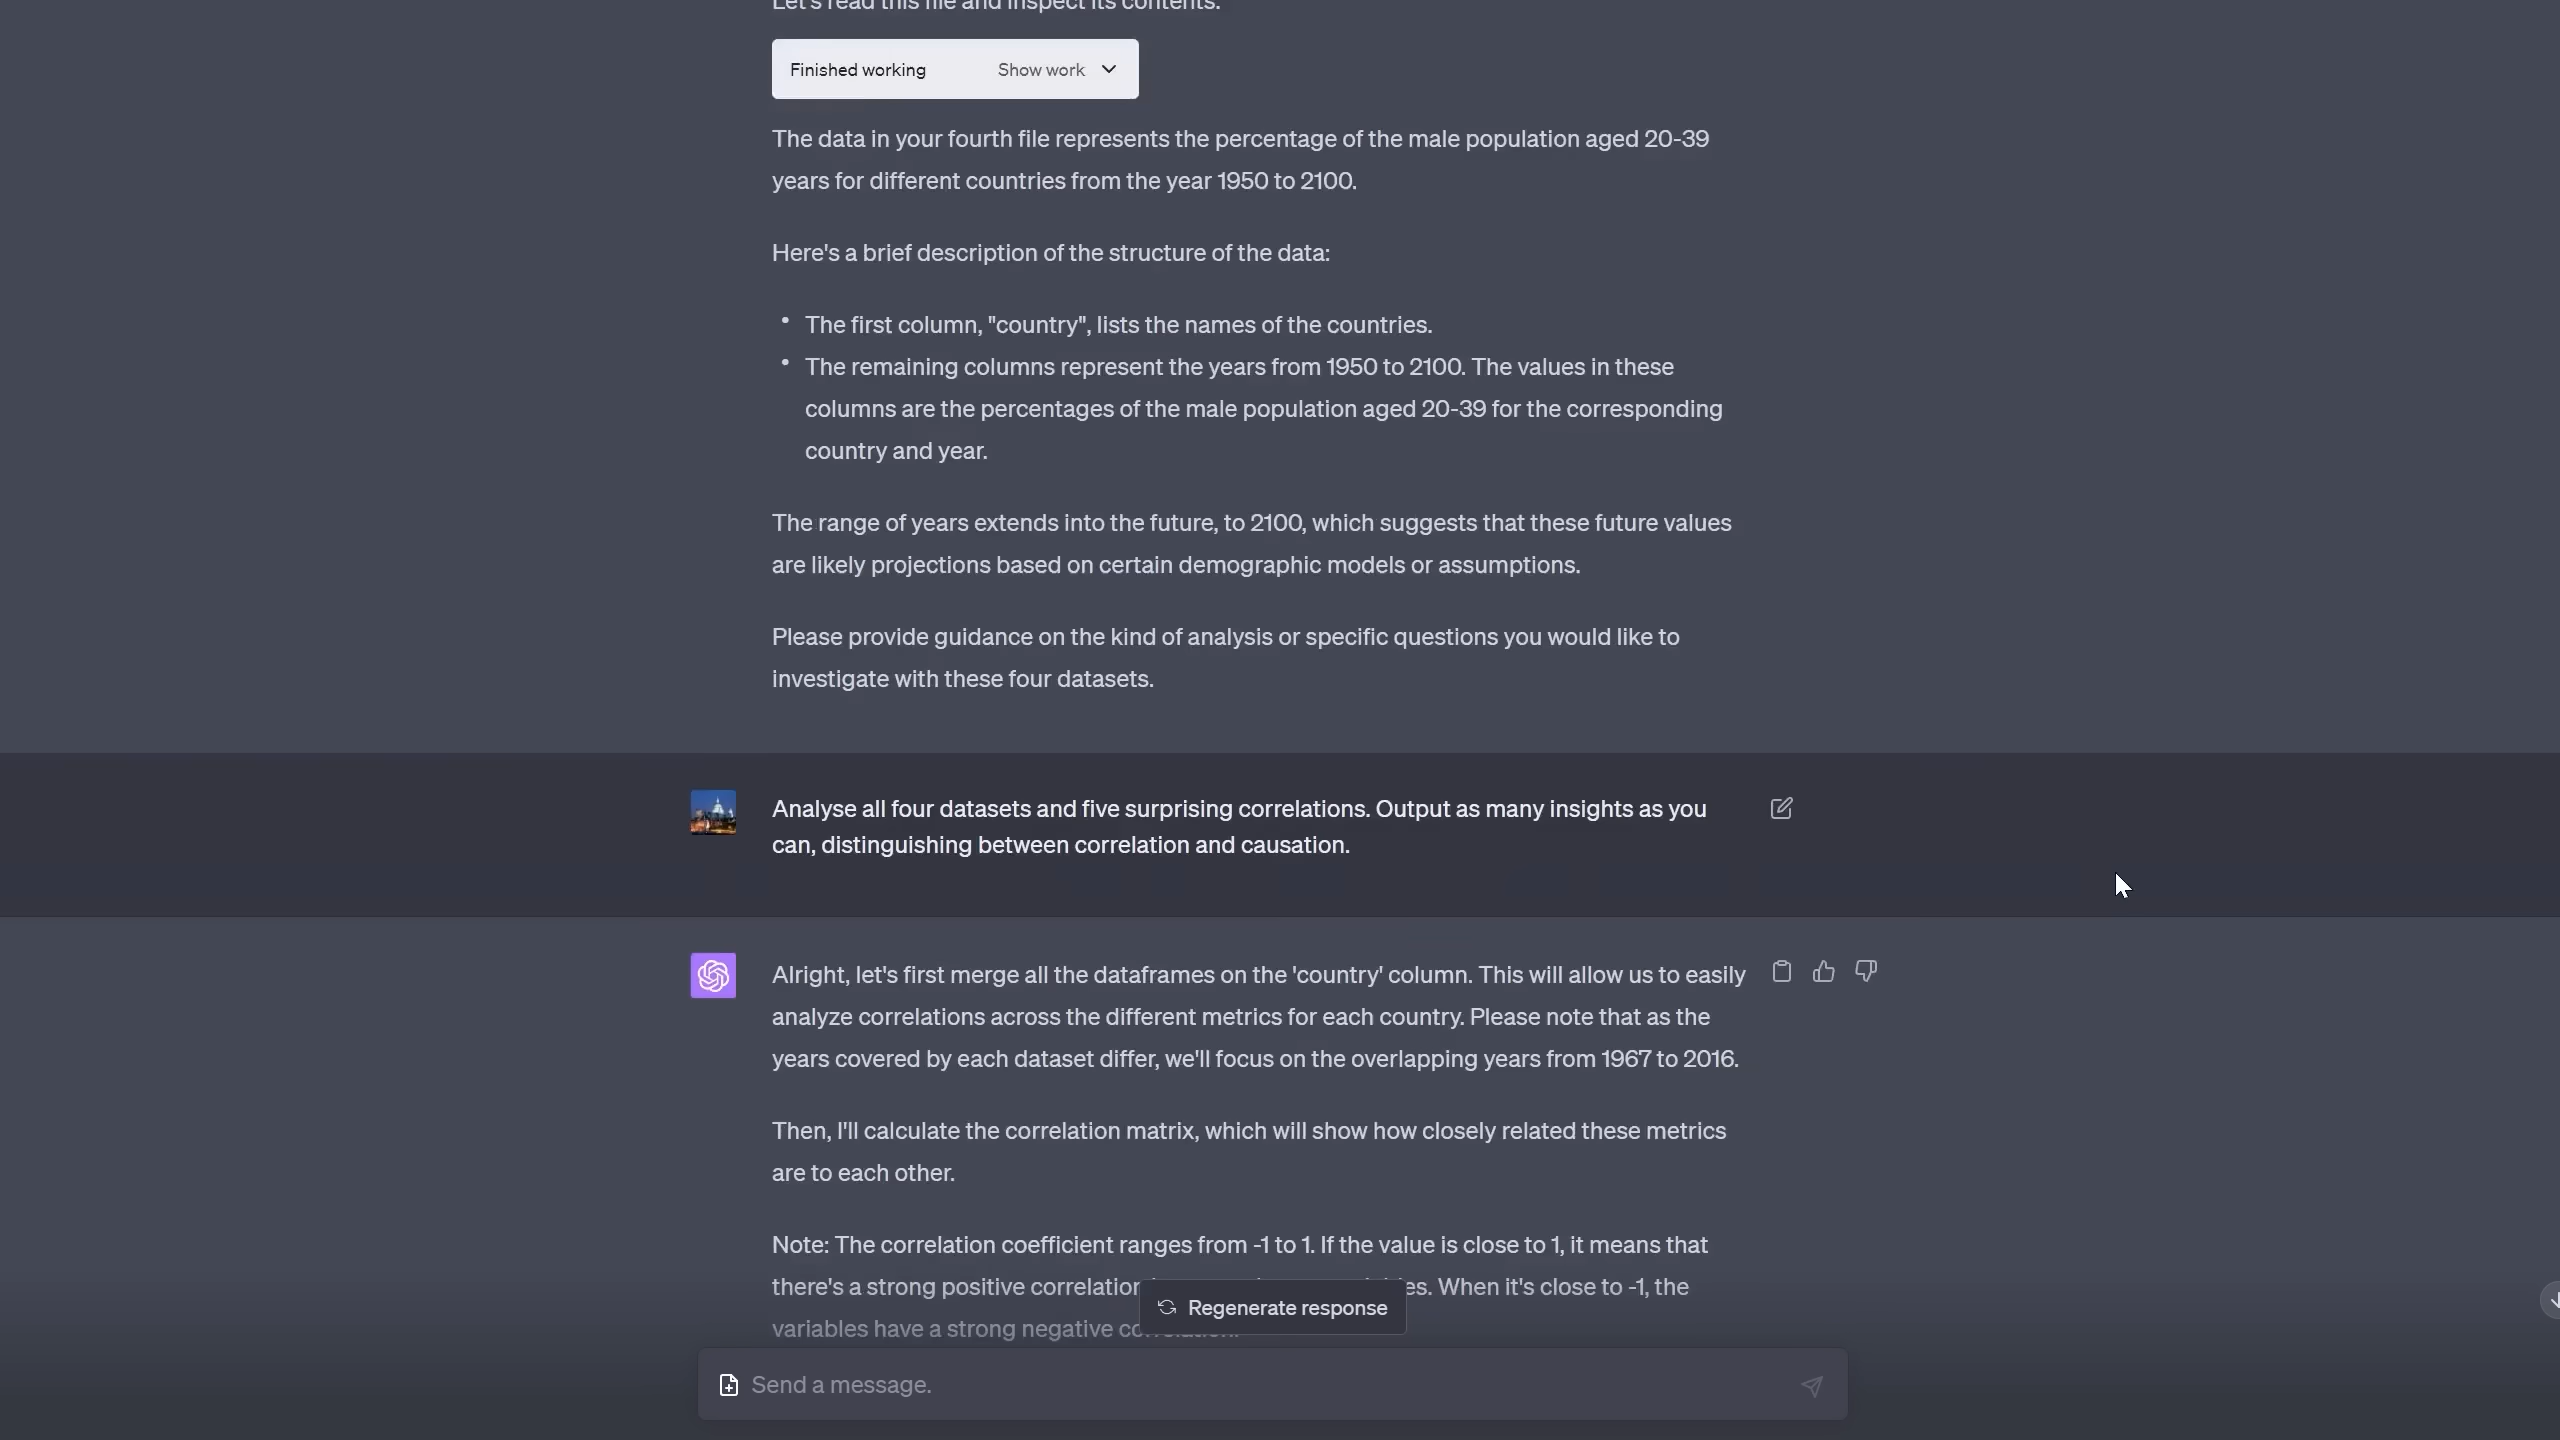 Let's read this file and inspect its contents.
Finished working Show work
The data in your fourth file represents the percentage of the male population aged 20-39
years for different countries from the year 1950 to 2100.
Here's a brief description of the structure of the data:
• The first column, "country", lists the names of the countries.
• The remaining columns represent the years from 1950 to 2100. The values in these
columns are the percentages of the male population aged 20-39 for the corresponding
country and year.
The range of years extends into the future, to 2100, which suggests that these future values
are likely projections based on certain demographic models or assumptions.
Please provide guidance on the kind of analysis or specific questions you would like to
investigate with these four datasets.
Analyse all four datasets and five surprising correlations. Output as many insights as you
can, distinguishing between correlation and causation.
Alright, let's first merge all the dataframes on the 'country' column. This will allow us to easily
analyze correlations across the different metrics for each country. Please note that as the
years covered by each dataset differ, we'll focus on the overlapping years from 1967 to 2016.
Then, I'll calculate the correlation matrix, which will show how closely related these metrics
are to each other.
Note: The correlation coefficient ranges from -1 to 1. If the value is close to 1, it means that
there's a strong positive correlation When it's close to -1, the
variables have a strong negative
Regenerate response
Send a message.